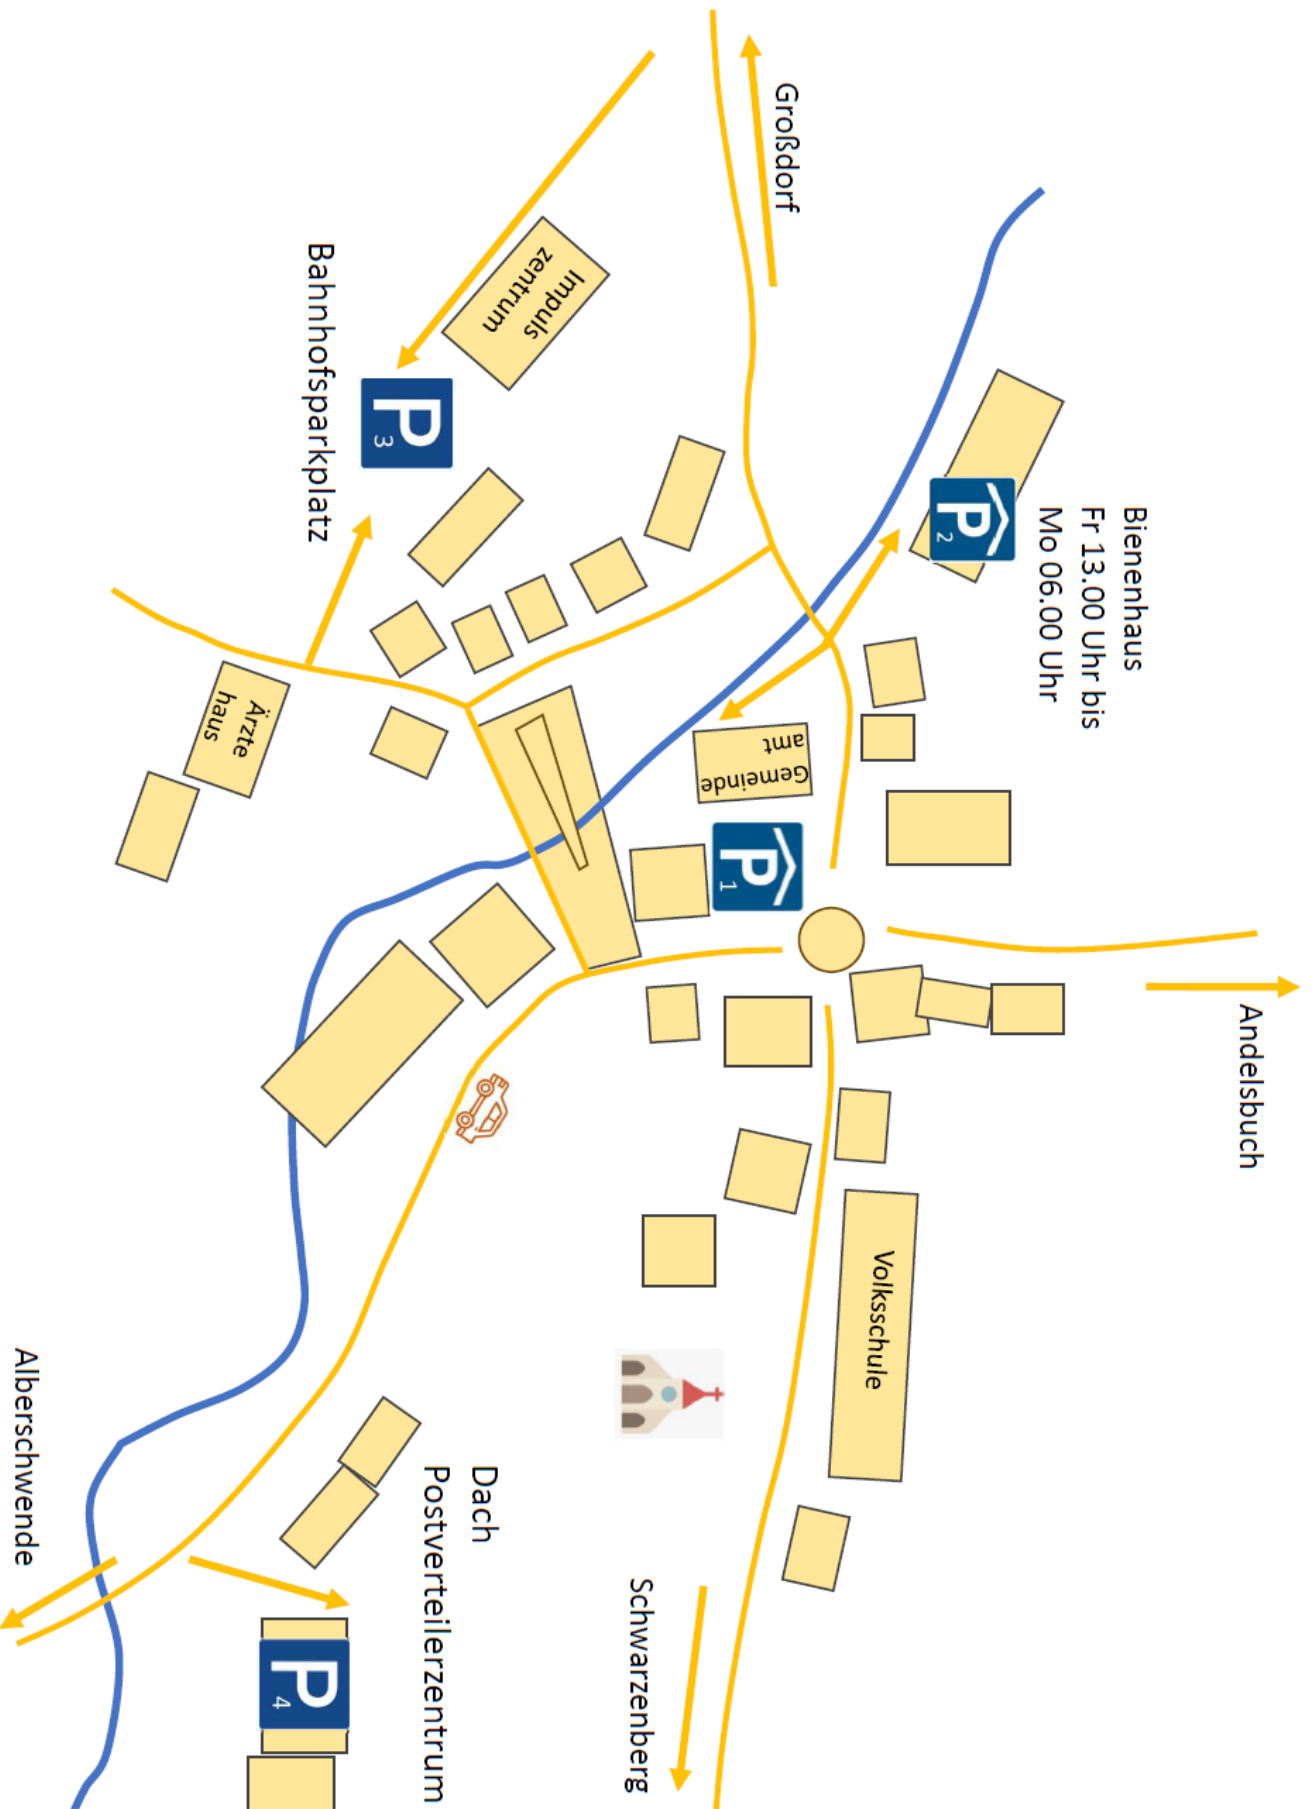 Andelsbuch
Bienenhaus
Fr 13.00 Uhr bis
Mo 06.00 Uhr
P
2
Großdorf
Gemeinde
amt
P
1
Volksschule
Schwarzenberg
Impuls
zentrum
P
3
Bahnhofsparkplatz
Ärzte
haus
Dach
Postverteilerzentrum
P
4
Alberschwende